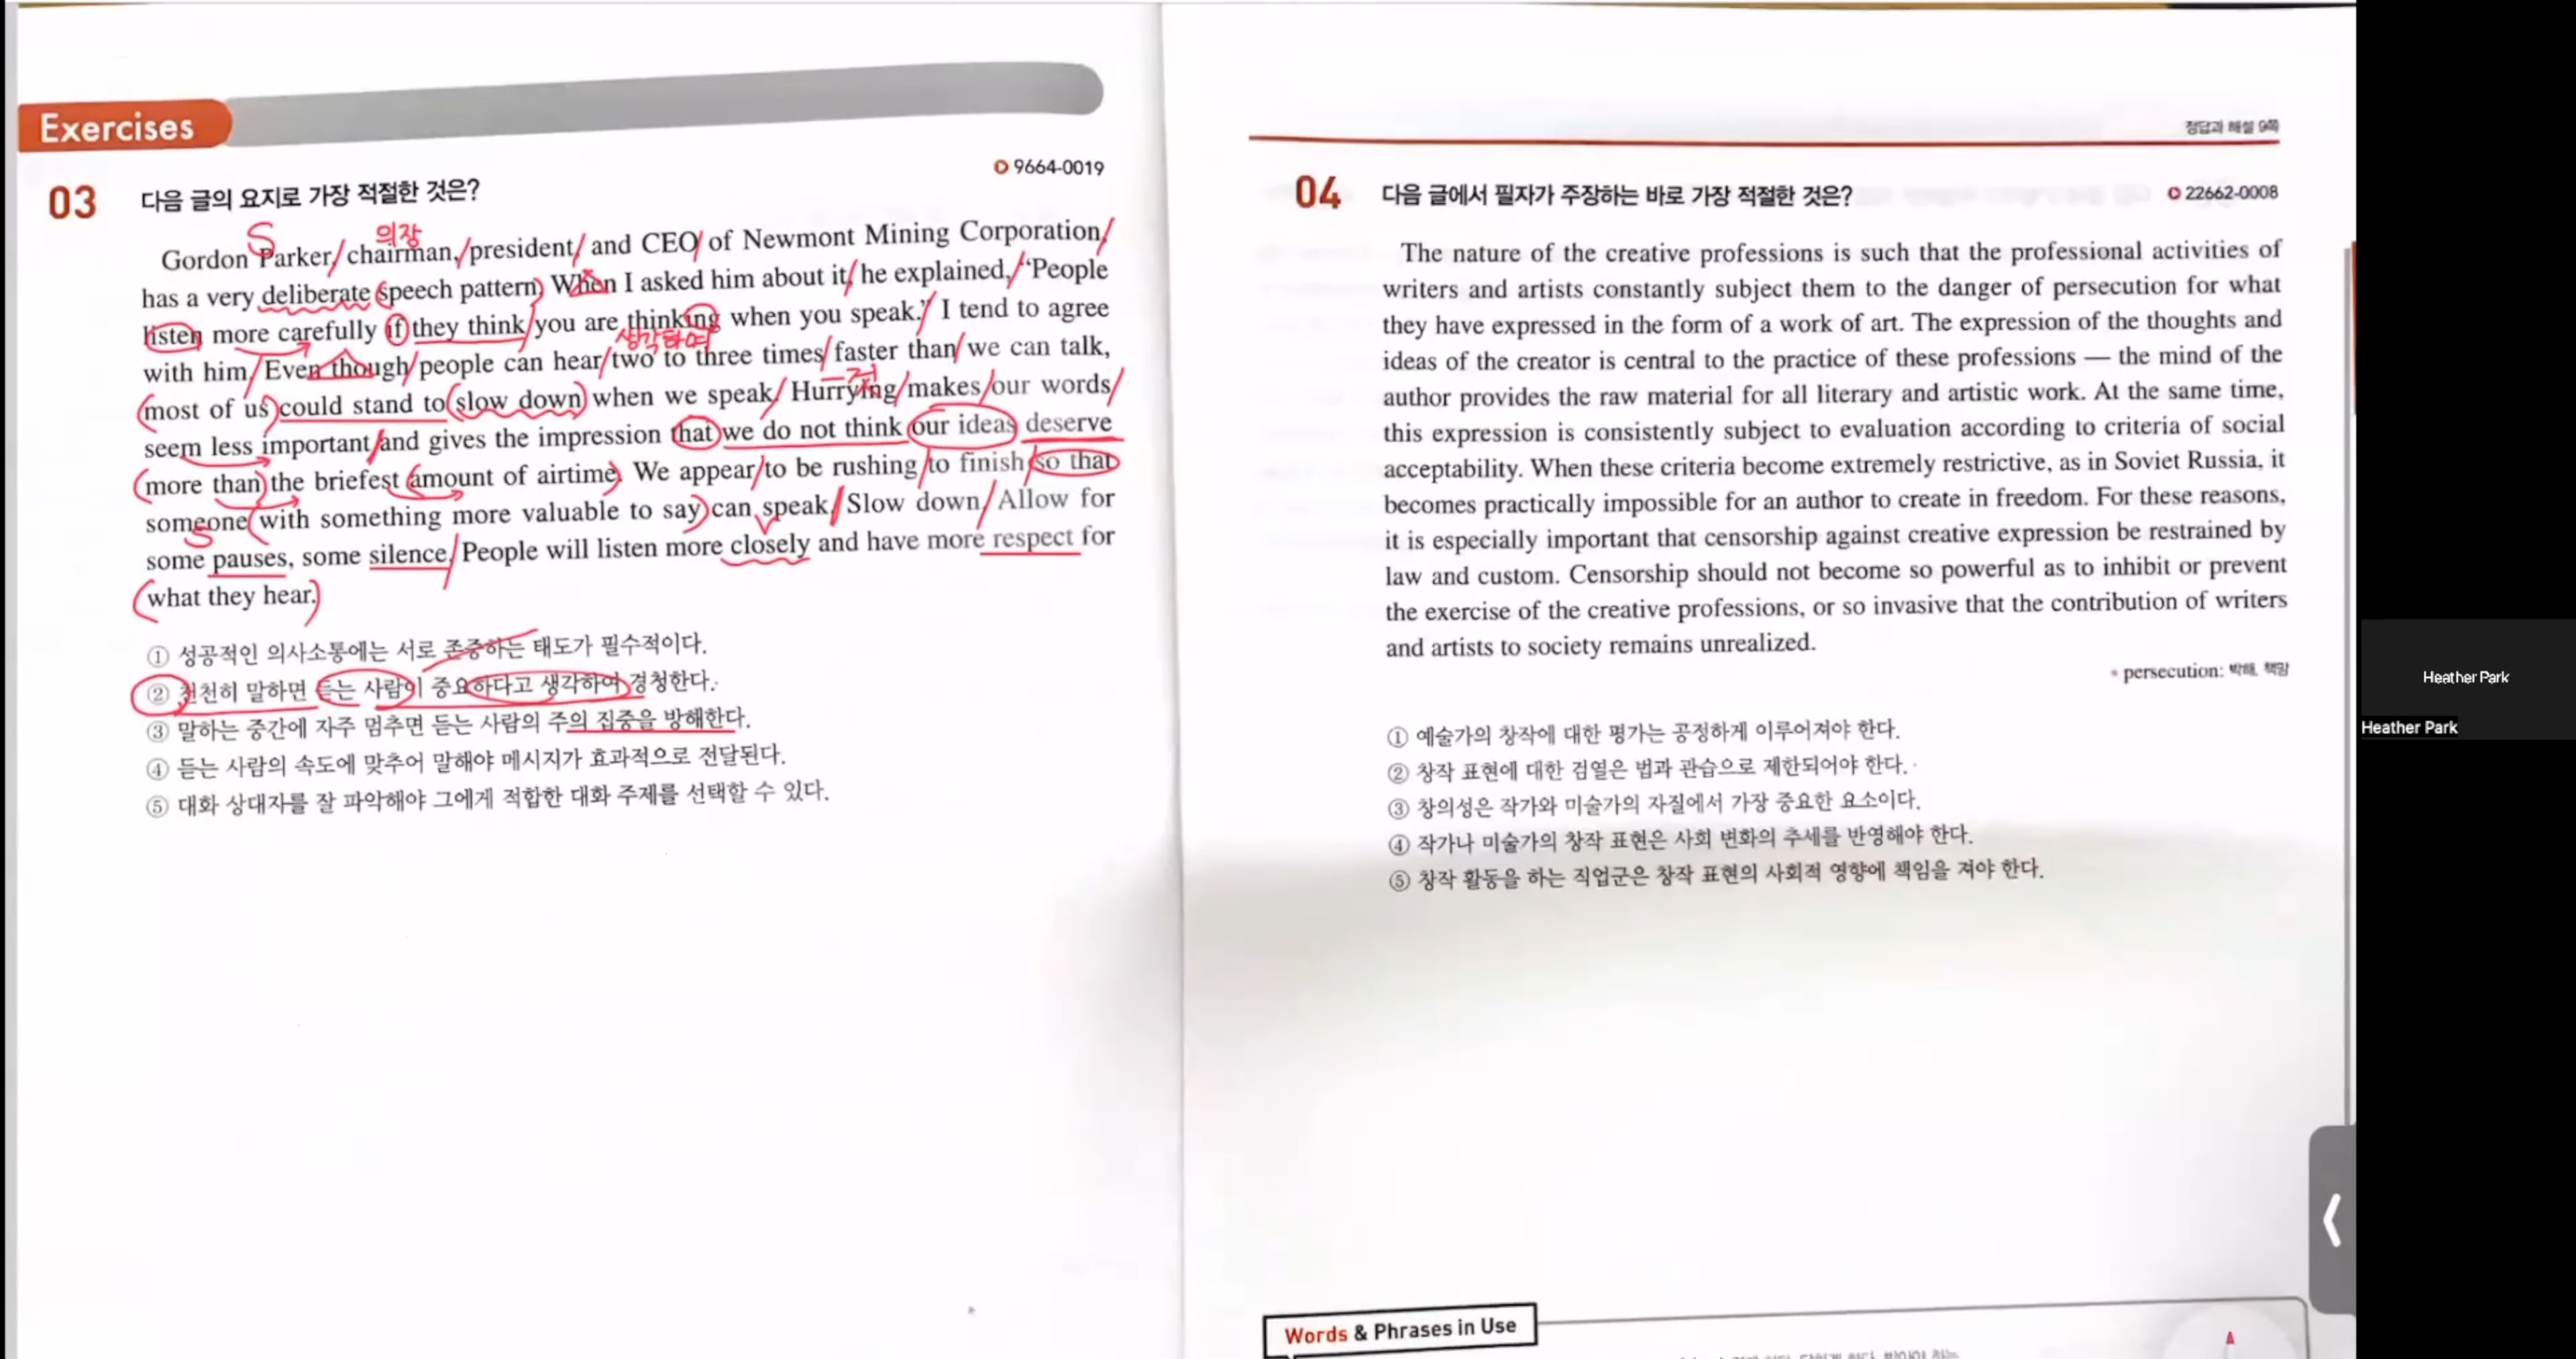 Exercises
9664-0019
03 다음 글의 요지로 가장 적절한 것은?
S 의장
Gordon Parker, chairman, president, and CEO of Newmont Mining Corporation,
has a very deliberate speech pattern. When I asked him about it, he explained, “People
listen more carefully if they think you are thinking when you speak.” I tend to agree
생각하여
with him. Even though people can hear two to three times faster than we can talk,
most of us could stand to slow down when we speak. Hurrying makes our words
seem less important and gives the impression that we do not think our ideas deserve
more than the briefest amount of airtime. We appear to be rushing to finish so that
someone with something more valuable to say can speak. Slow down. Allow for
S V
some pauses, some silence. People will listen more closely and have more respect for
what they hear.
① 성공적인 의사소통에는 서로 존중하는 태도가 필수적이다.
② 천천히 말하면 듣는 사람이 중요하다고 생각하여 경청한다.
③ 말하는 중간에 자주 멈추면 듣는 사람의 주의 집중을 방해한다.
④ 듣는 사람의 속도에 맞추어 말해야 메시지가 효과적으로 전달된다.
⑤ 대화 상대자를 잘 파악해야 그에게 적합한 대화 주제를 선택할 수 있다.
정답과 해설 9쪽
04 다음 글에서 필자가 주장하는 바로 가장 적절한 것은?
22662-0008
The nature of the creative professions is such that the professional activities of
writers and artists constantly subject them to the danger of persecution for what
they have expressed in the form of a work of art. The expression of the thoughts and
ideas of the creator is central to the practice of these professions — the mind of the
author provides the raw material for all literary and artistic work. At the same time,
this expression is consistently subject to evaluation according to criteria of social
acceptability. When these criteria become extremely restrictive, as in Soviet Russia, it
becomes practically impossible for an author to create in freedom. For these reasons,
it is especially important that censorship against creative expression be restrained by
law and custom. Censorship should not become so powerful as to inhibit or prevent
the exercise of the creative professions, or so invasive that the contribution of writers
and artists to society remains unrealized.
* persecution: 박해, 책망
① 예술가의 창작에 대한 평가는 공정하게 이루어져야 한다.
② 창작 표현에 대한 검열은 법과 관습으로 제한되어야 한다.
③ 창의성은 작가와 미술가의 자질에서 가장 중요한 요소이다.
④ 작가나 미술가의 창작 표현은 사회 변화의 추세를 반영해야 한다.
⑤ 창작 활동을 하는 직업군은 창작 표현의 사회적 영향에 책임을 져야 한다.
Words & Phrases in Use
A
Heather Park
Heather Park